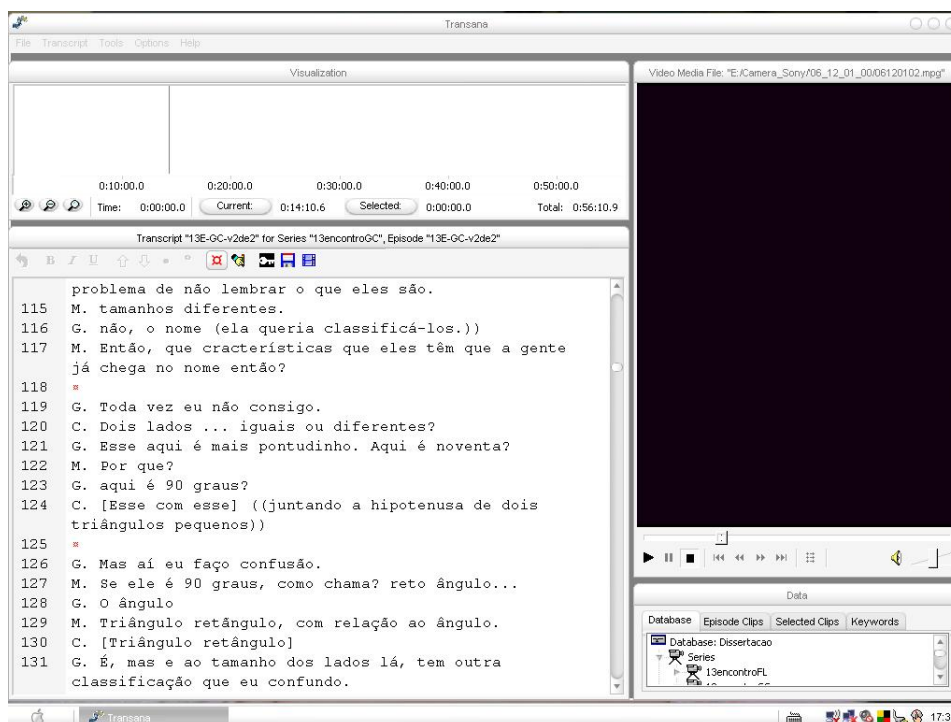 Transana
File Transcript Tools Options Help
Visualization
0:10:00.0 0:20:00.0 0:30:00.0 0:40:00.0 0:50:00.0
Time: 0:00:00.0 Current: 0:14:10.6 Selected: 0:00:00.0 Total: 0:56:10.9
Transcript "13E-GC-v2de2" for Series "13encontroGC", Episode "13E-GC-v2de2"
B I U
problema de não lembrar o que eles são.
115 M. tamanhos diferentes.
116 G. não, o nome (ela queria classificá-los.))
117 M. Então, que cracterísticas que eles têm que a gente
já chega no nome então?
118 ¤
119 G. Toda vez eu não consigo.
120 C. Dois lados ... iguais ou diferentes?
121 G. Esse aqui é mais pontudinho. Aqui é noventa?
122 M. Por que?
123 G. aqui é 90 graus?
124 C. [Esse com esse] ((juntando a hipotenusa de dois
triângulos pequenos))
125 ¤
126 G. Mas aí eu faço confusão.
127 M. Se ele é 90 graus, como chama? reto ângulo...
128 G. O ângulo
129 M. Triângulo retângulo, com relação ao ângulo.
130 C. [Triângulo retângulo]
131 G. É, mas e ao tamanho dos lados lá, tem outra
classificação que eu confundo.
Video Media File: "E:/Camera_Sony/06_12_01_00/06120102.mpg"
Data
Database Episode Clips Selected Clips Keywords
Database: Dissertacao
Series
13encontroFL
Transana